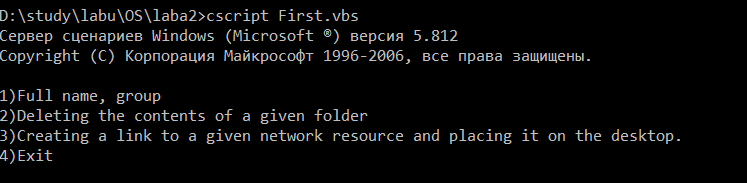 D:\study\labu\OS\laba2>cscript First.vbs
Сервер сценариев Windows (Microsoft ®) версия 5.812
Copyright (C) Корпорация Майкрософт 1996-2006, все права защищены.
1)Full name, group
2)Deleting the contents of a given folder
3)Creating a link to a given network resource and placing it on the desktop.
4)Exit